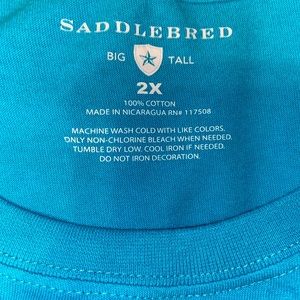 SADDLEBRED
BIG TALL
2X
100% COTTON
MADE IN NICARAGUA RN# 117508
MACHINE WASH COLD WITH LIKE COLORS.
ONLY NON-CHLORINE BLEACH WHEN NEEDED.
TUMBLE DRY LOW. COOL IRON IF NEEDED.
DO NOT IRON DECORATION.